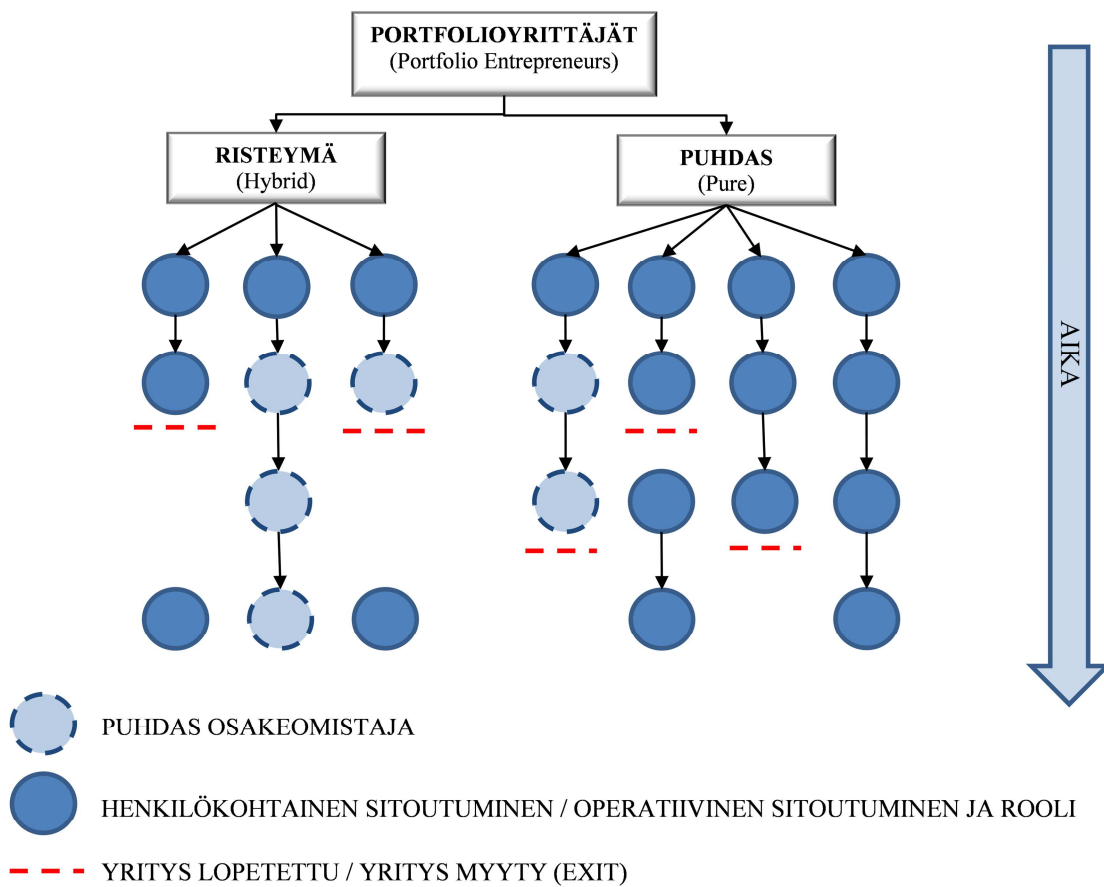 PORTFOLIOYRITTÄJÄT
(Portfolio Entrepreneurs)
RISTEYMÄ
(Hybrid)
PUHDAS
(Pure)
AIKA
PUHDAS OSAKEOMISTAJA
HENKILÖKOHTAINEN SITOUTUMINEN / OPERATIIVINEN SITOUTUMINEN JA ROOLI
YRITYS LOPETETTU / YRITYS MYYTY (EXIT)